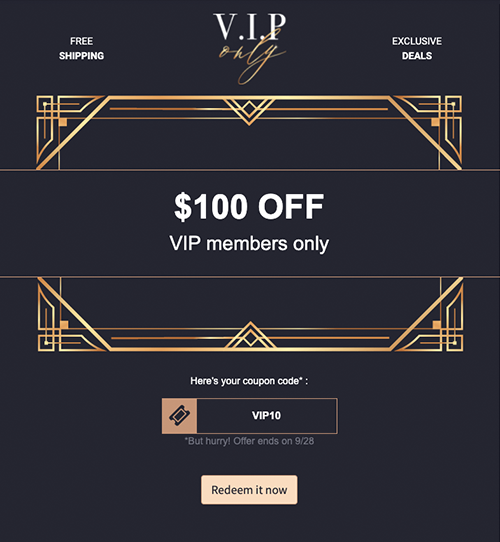 V.I.P
only
FREE
SHIPPING
EXCLUSIVE
DEALS
$100 OFF
VIP members only
Here's your coupon code* :
VIP10
*But hurry! Offer ends on 9/28
Redeem it now